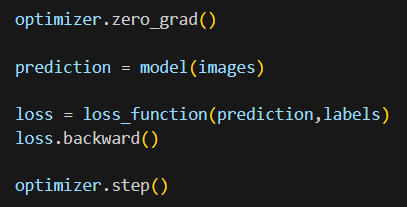 optimizer.zero_grad()
prediction = model(images)
loss = loss_function(prediction,labels)
loss.backward()
optimizer.step()